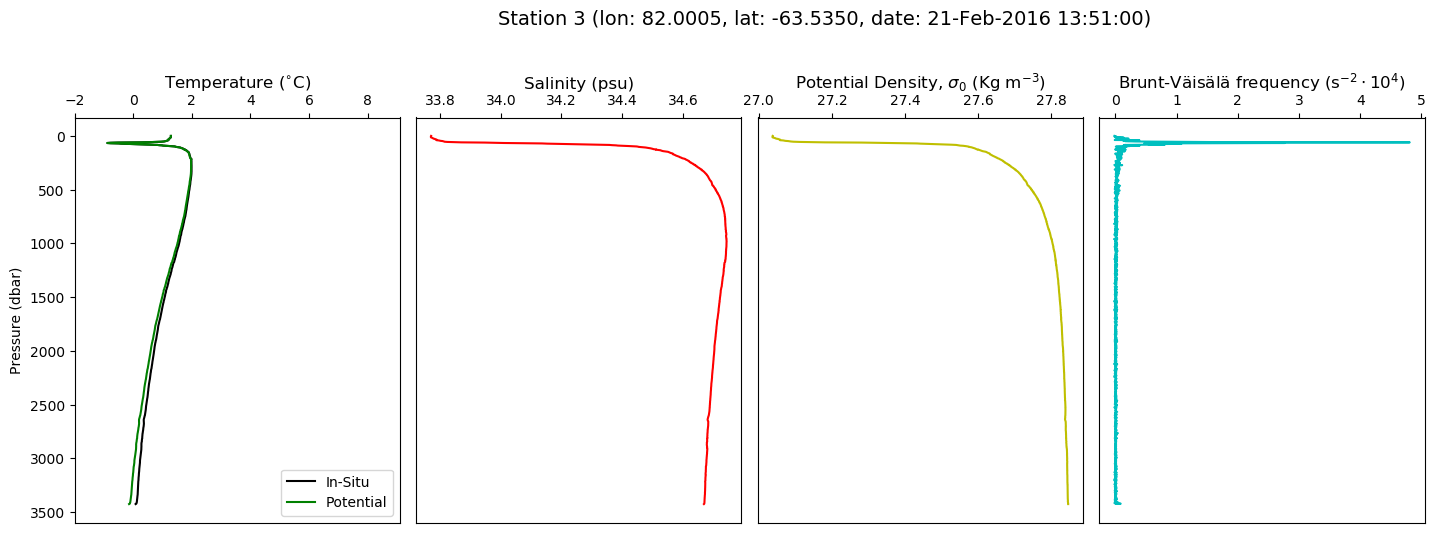 Station 3 (lon: 82.0005, lat: -63.5350, date: 21-Feb-2016 13:51:00)
Temperature (˚C)
−2 0 2 4 6 8
Salinity (psu)
33.8 34.0 34.2 34.4 34.6
Potential Density, σ₀ (Kg m⁻³)
27.0 27.2 27.4 27.6 27.8
Brunt-Väisälä frequency (s⁻² · 10⁴)
0 1 2 3 4 5
Pressure (dbar)
0
500
1000
1500
2000
2500
3000
3500
In-Situ
Potential